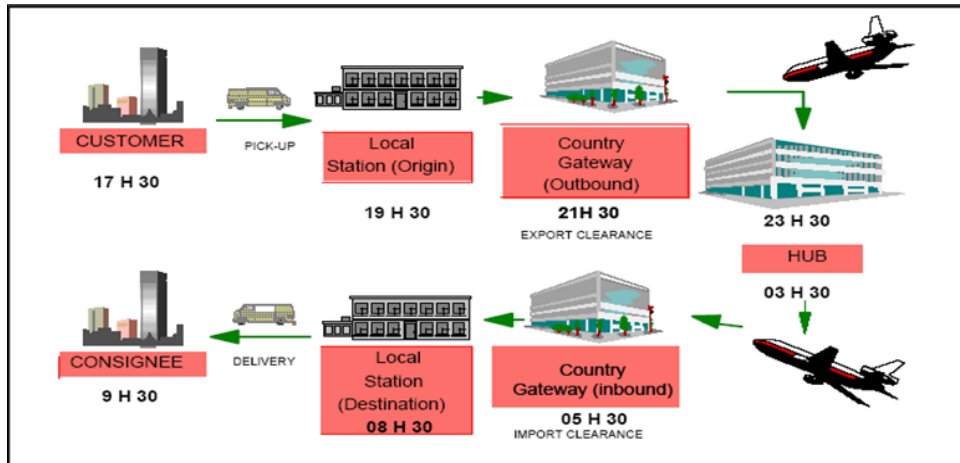 CUSTOMER
17 H 30
PICK-UP
Local
Station (Origin)
19 H 30
Country
Gateway
(Outbound)
21H 30
EXPORT CLEARANCE
23 H 30
HUB
03 H 30
Country
Gateway (inbound)
05 H 30
IMPORT CLEARANCE
Local
Station
(Destination)
08 H 30
DELIVERY
CONSIGNEE
9 H 30